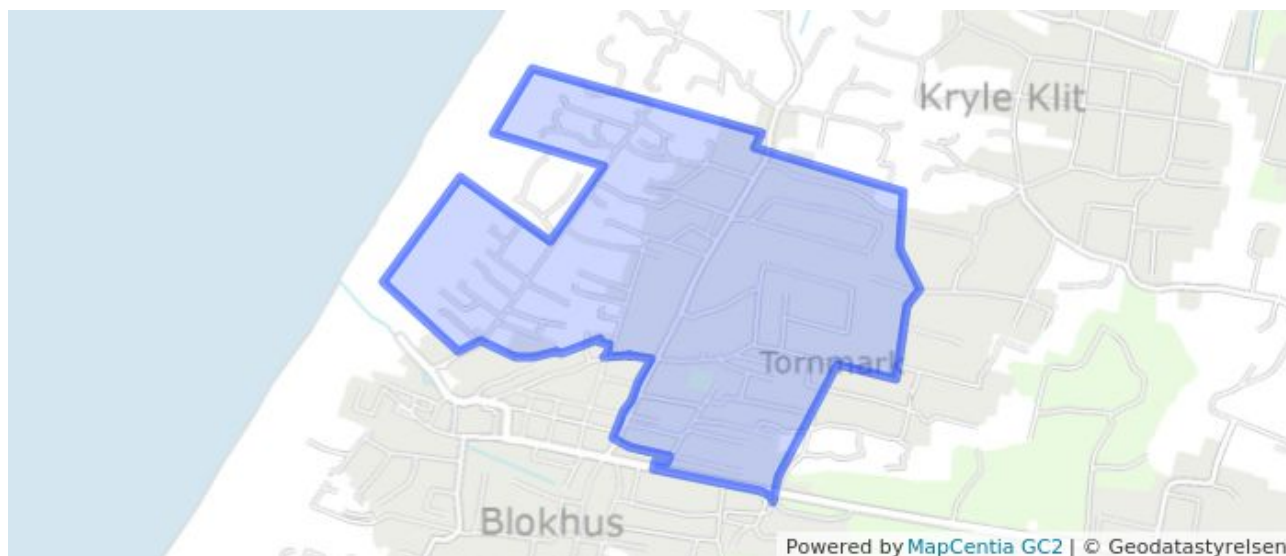 Kryle Klit
Tornmark
Blokhus
Powered by MapCentia GC2 | © Geodatastyrelsen